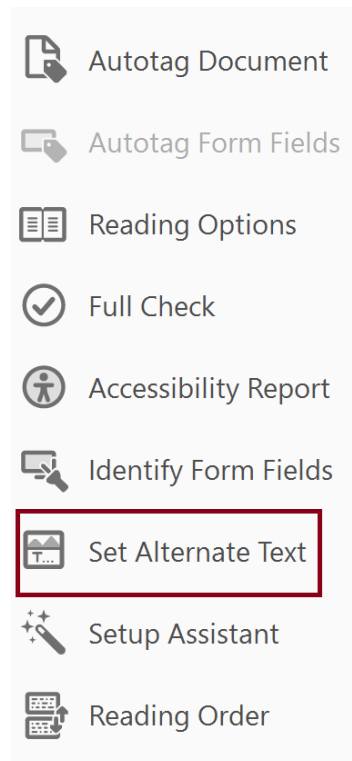 Autotag Document
Autotag Form Fields
Reading Options
Full Check
Accessibility Report
Identify Form Fields
T...
Set Alternate Text
Setup Assistant
Reading Order